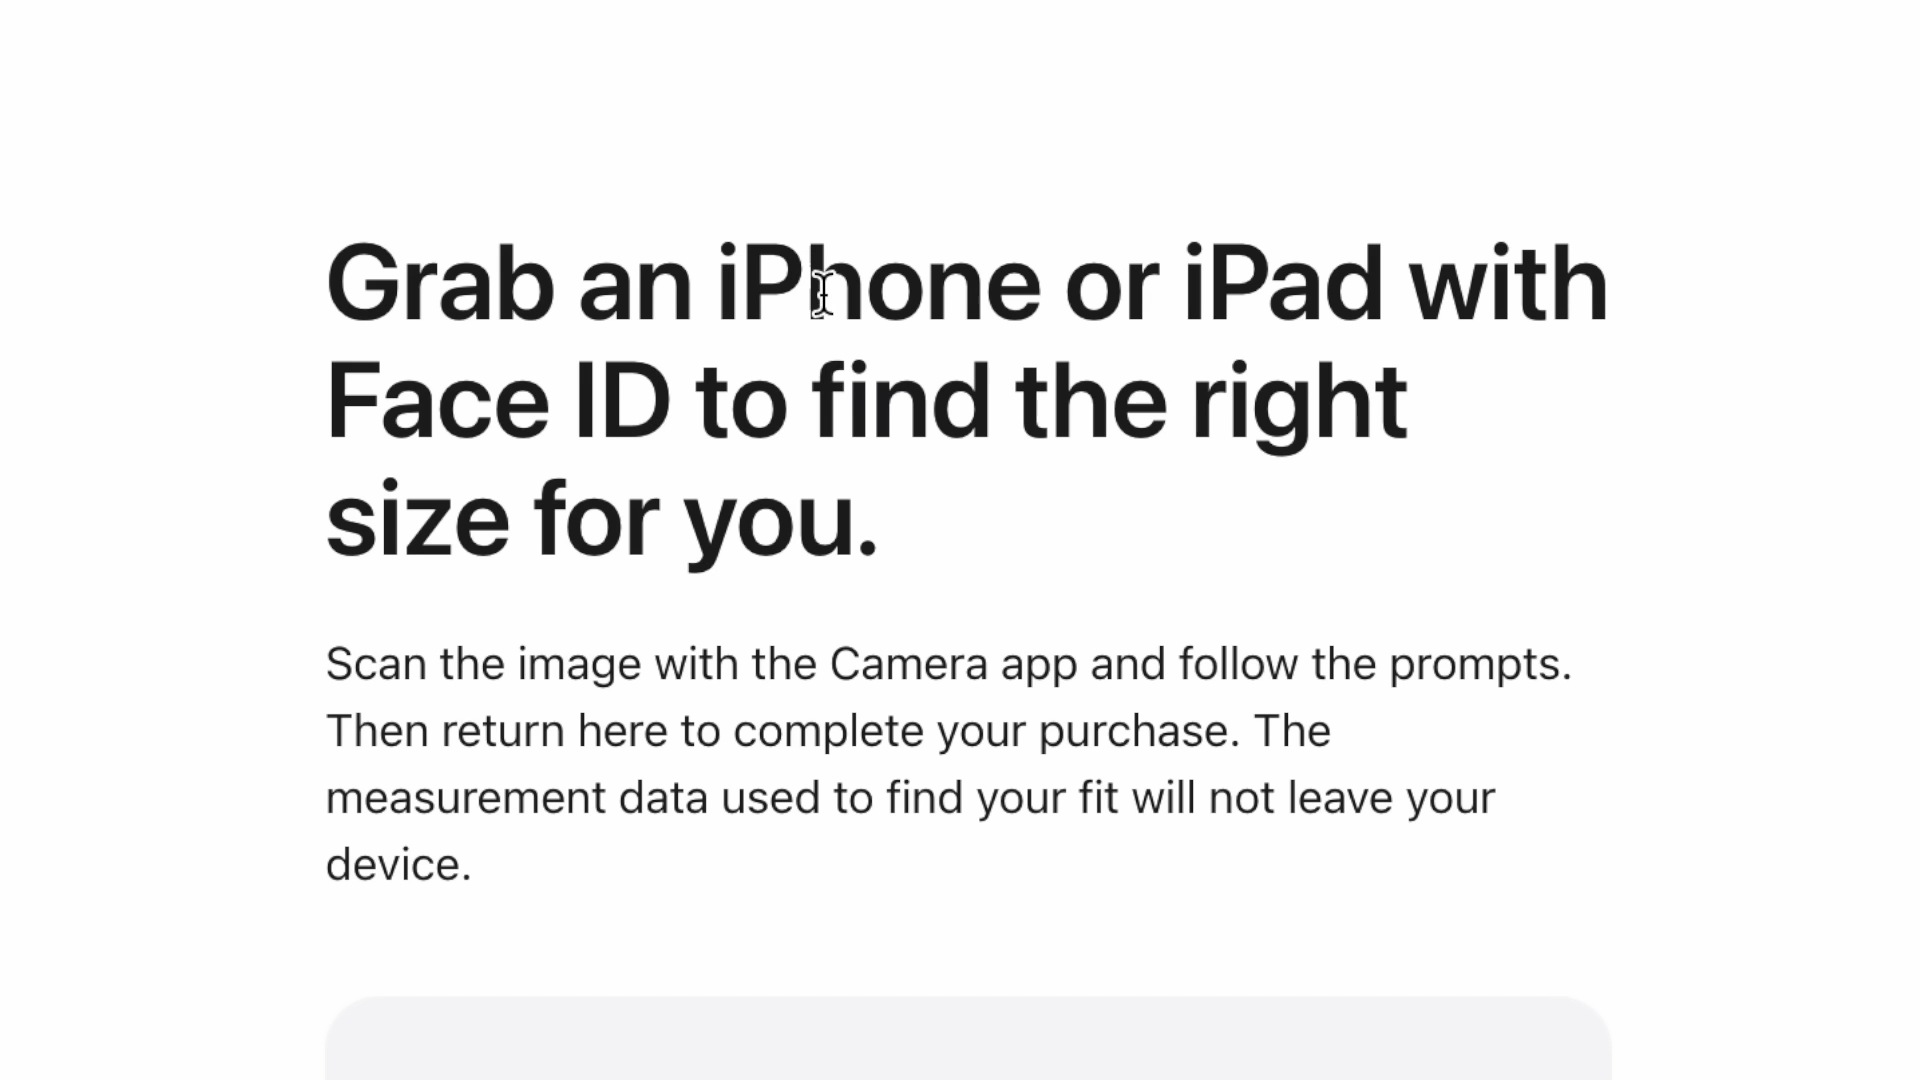 Grab an iPhone or iPad with
Face ID to find the right
size for you.
Scan the image with the Camera app and follow the prompts.
Then return here to complete your purchase. The
measurement data used to find your fit will not leave your
device.